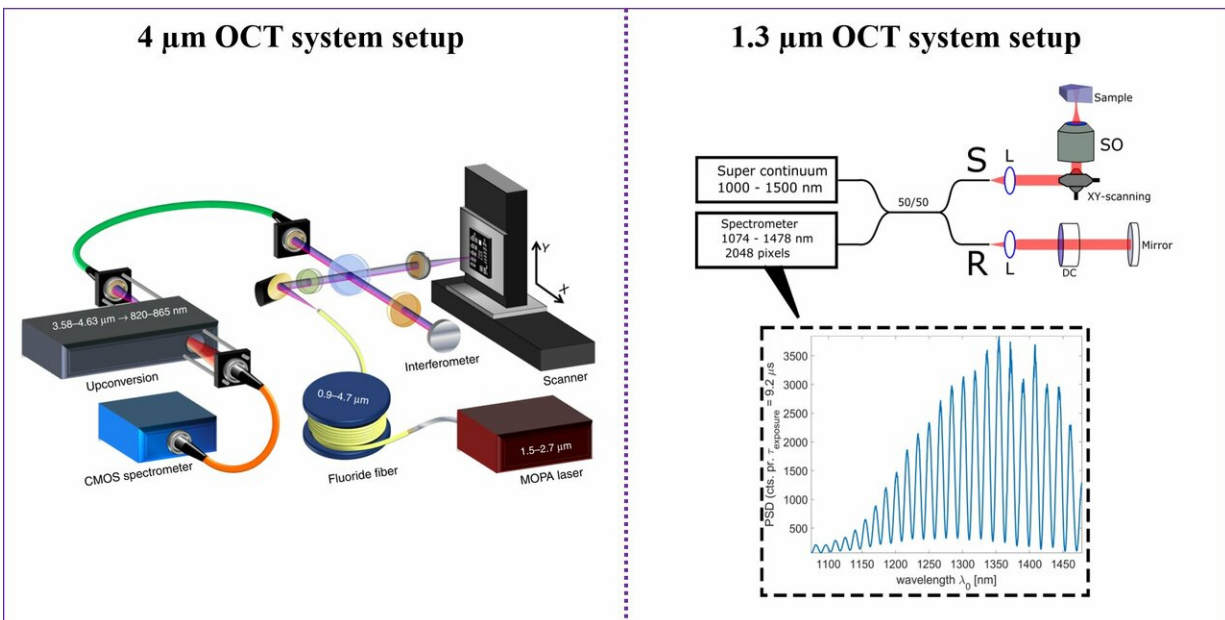 4 μm OCT system setup
3.58–4.63 μm → 820–865 nm
Upconversion
CMOS spectrometer
0.9–4.7 μm
Fluoride fiber
Interferometer
Y
X
Scanner
1.5–2.7 μm
MOPA laser
1.3 μm OCT system setup
Super continuum
1000 - 1500 nm
Spectrometer
1074 - 1478 nm
2048 pixels
50/50
S
L
Sample
SO
XY-scanning
R
L
DC
Mirror
PSD (cts. pr. τexposure = 9.2 μs
3500
3000
2500
2000
1500
1000
500
1100 1150 1200 1250 1300 1350 1400 1450
wavelength λ0 [nm]